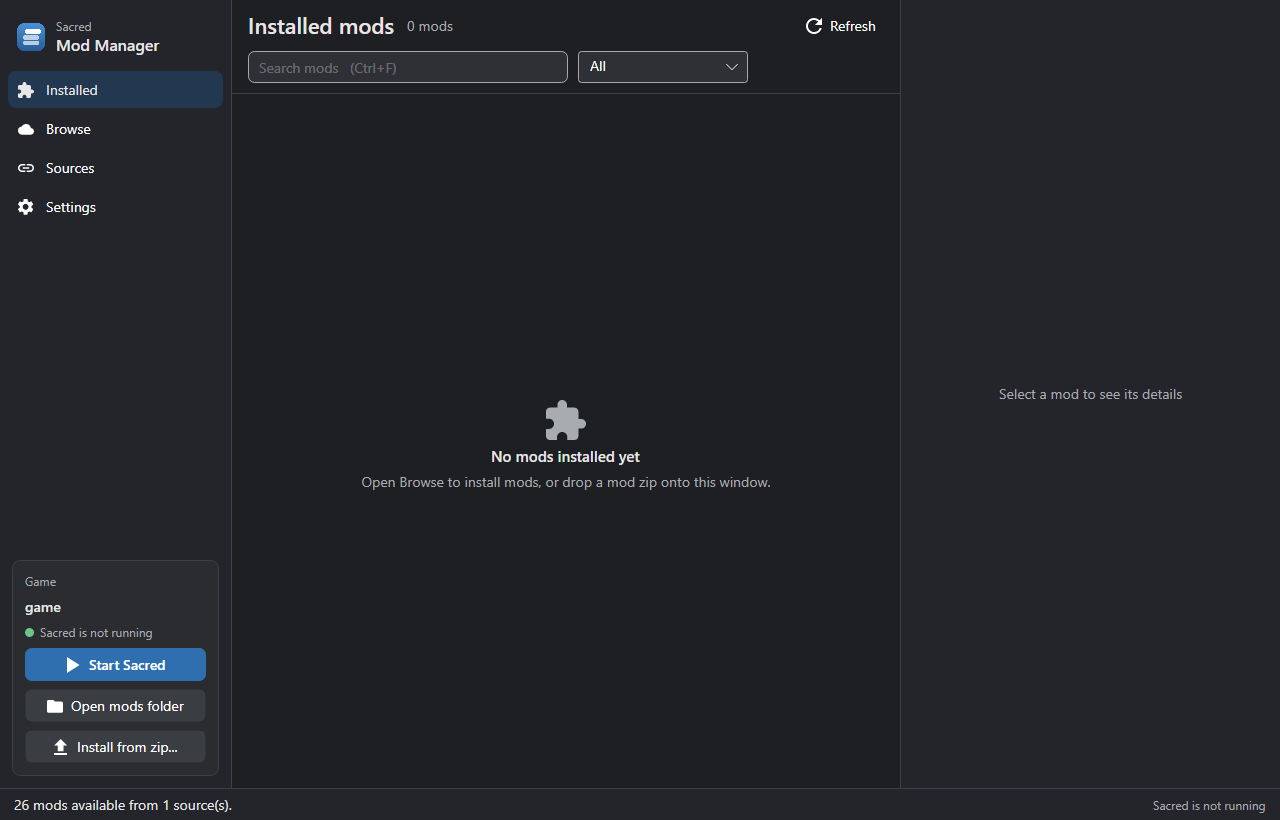 Sacred
Mod Manager
Installed
Browse
Sources
Settings
Installed mods 0 mods
Refresh
Search mods (Ctrl+F)
All
No mods installed yet
Open Browse to install mods, or drop a mod zip onto this window.
Select a mod to see its details
Game
game
Sacred is not running
Start Sacred
Open mods folder
Install from zip...
26 mods available from 1 source(s).
Sacred is not running